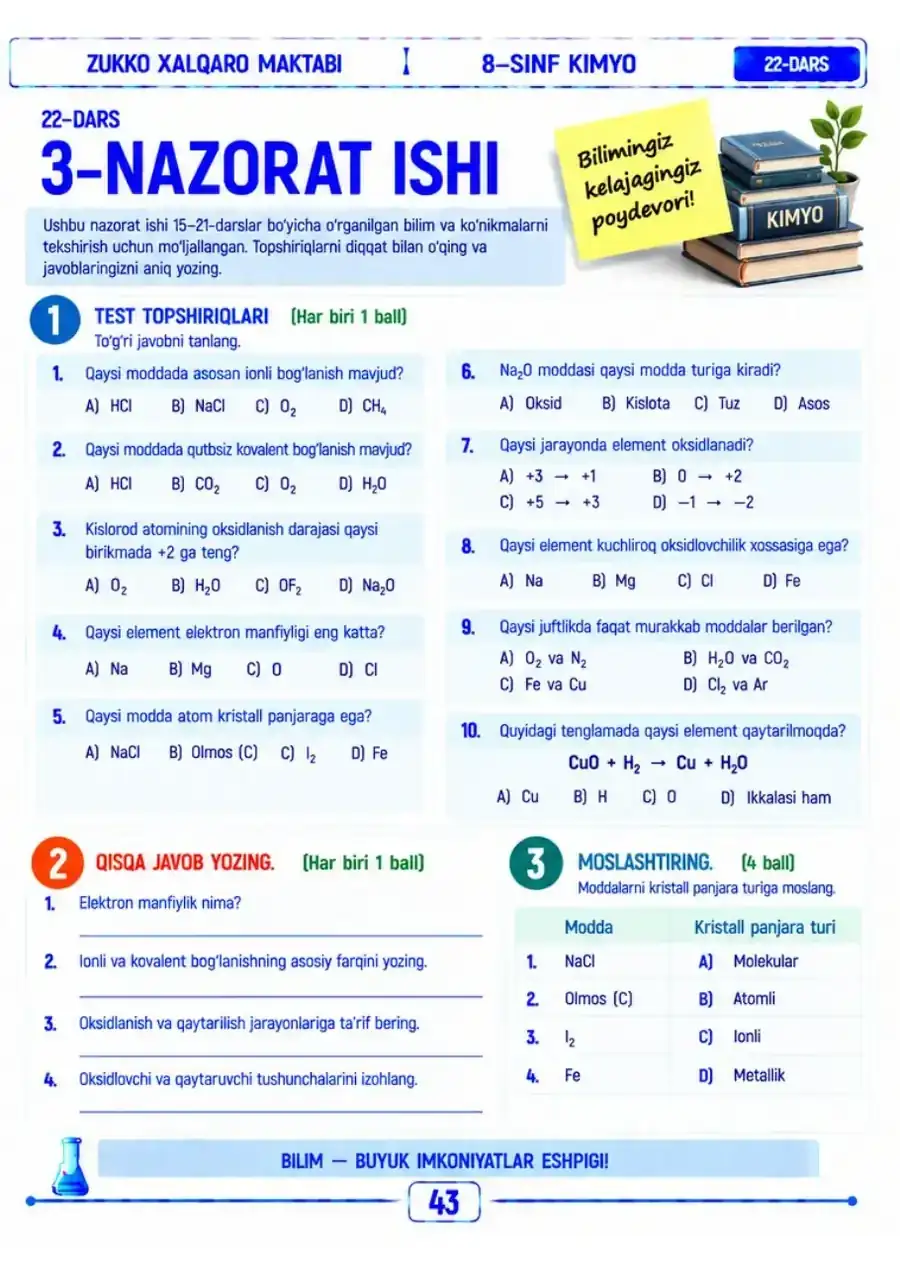 ZUKKO XALQARO MAKTABI
8–SINF KIMYO
22-DARS
22–DARS
3–NAZORAT ISHI
Bilimingiz
kelajagingiz
poydevori!
KIMYO
Ushbu nazorat ishi 15–21-darslar bo‘yicha o‘rganilgan bilim va ko‘nikmalarni
tekshirish uchun mo‘ljallangan. Topshiriqlarni diqqat bilan o‘qing va
javoblaringizni aniq yozing.
1 TEST TOPSHIRIQLARI (Har biri 1 ball)
To‘g‘ri javobni tanlang.
1. Qaysi moddada asosan ionli bog‘lanish mavjud?
A) HCl B) NaCl C) O₂ D) CH₄
2. Qaysi moddada qutbsiz kovalent bog‘lanish mavjud?
A) HCl B) CO₂ C) O₂ D) H₂O
3. Kislorod atomining oksidlanish darajasi qaysi
birikmada +2 ga teng?
A) O₂ B) H₂O C) OF₂ D) Na₂O
4. Qaysi element elektron manfiyligi eng katta?
A) Na B) Mg C) O D) Cl
5. Qaysi modda atom kristall panjaraga ega?
A) NaCl B) Olmos (C) C) I₂ D) Fe
6. Na₂O moddasi qaysi modda turiga kiradi?
A) Oksid B) Kislota C) Tuz D) Asos
7. Qaysi jarayonda element oksidlanadi?
A) +3 → +1 B) 0 → +2
C) +5 → +3 D) –1 → –2
8. Qaysi element kuchliroq oksidlovchilik xossasiga ega?
A) Na B) Mg C) Cl D) Fe
9. Qaysi juftlikda faqat murakkab moddalar berilgan?
A) O₂ va N₂ B) H₂O va CO₂
C) Fe va Cu D) Cl₂ va Ar
10. Quyidagi tenglamada qaysi element qaytarilmoqda?
CuO + H₂ → Cu + H₂O
A) Cu B) H C) O D) Ikkalasi ham
2 QISQA JAVOB YOZING. (Har biri 1 ball)
1. Elektron manfiylik nima?
2. Ionli va kovalent bog‘lanishning asosiy farqini yozing.
3. Oksidlanish va qaytarilish jarayonlariga ta’rif bering.
4. Oksidlovchi va qaytaruvchi tushunchalarini izohlang.
3 MOSLASHTIRING. (4 ball)
Moddalarni kristall panjara turiga moslang.
Modda Kristall panjara turi
1. NaCl A) Molekular
2. Olmos (C) B) Atomli
3. I₂ C) Ionli
4. Fe D) Metallik
BILIM — BUYUK IMKONIYATLAR ESHPIGI!
43